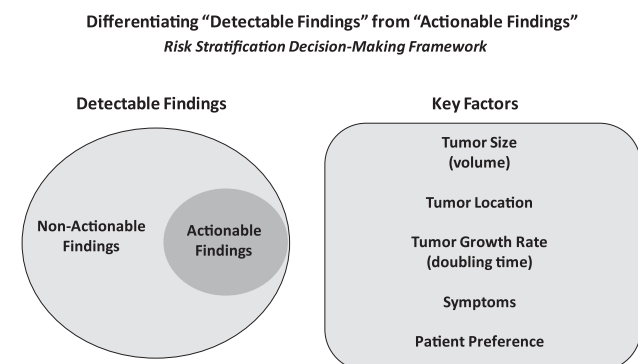 Differentiating “Detectable Findings” from “Actionable Findings”
Risk Stratification Decision-Making Framework
Detectable Findings
Non-Actionable
Findings
Actionable
Findings
Key Factors
Tumor Size
(volume)
Tumor Location
Tumor Growth Rate
(doubling time)
Symptoms
Patient Preference